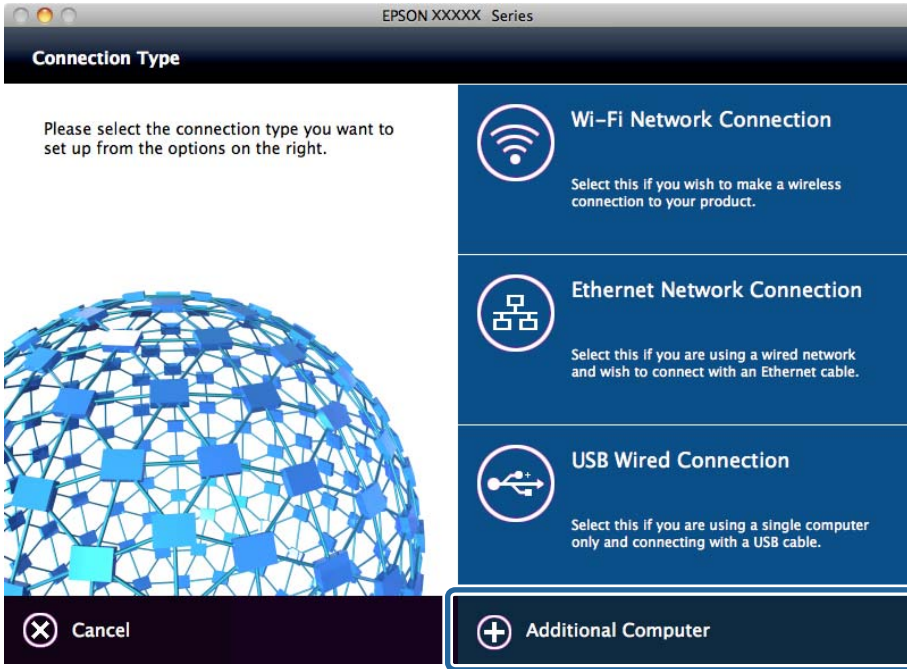 EPSON XXXXX Series
Connection Type
Please select the connection type you want to
set up from the options on the right.
Wi-Fi Network Connection
Select this if you wish to make a wireless
connection to your product.
Ethernet Network Connection
Select this if you are using a wired network
and wish to connect with an Ethernet cable.
USB Wired Connection
Select this if you are using a single computer
only and connecting with a USB cable.
Cancel
Additional Computer